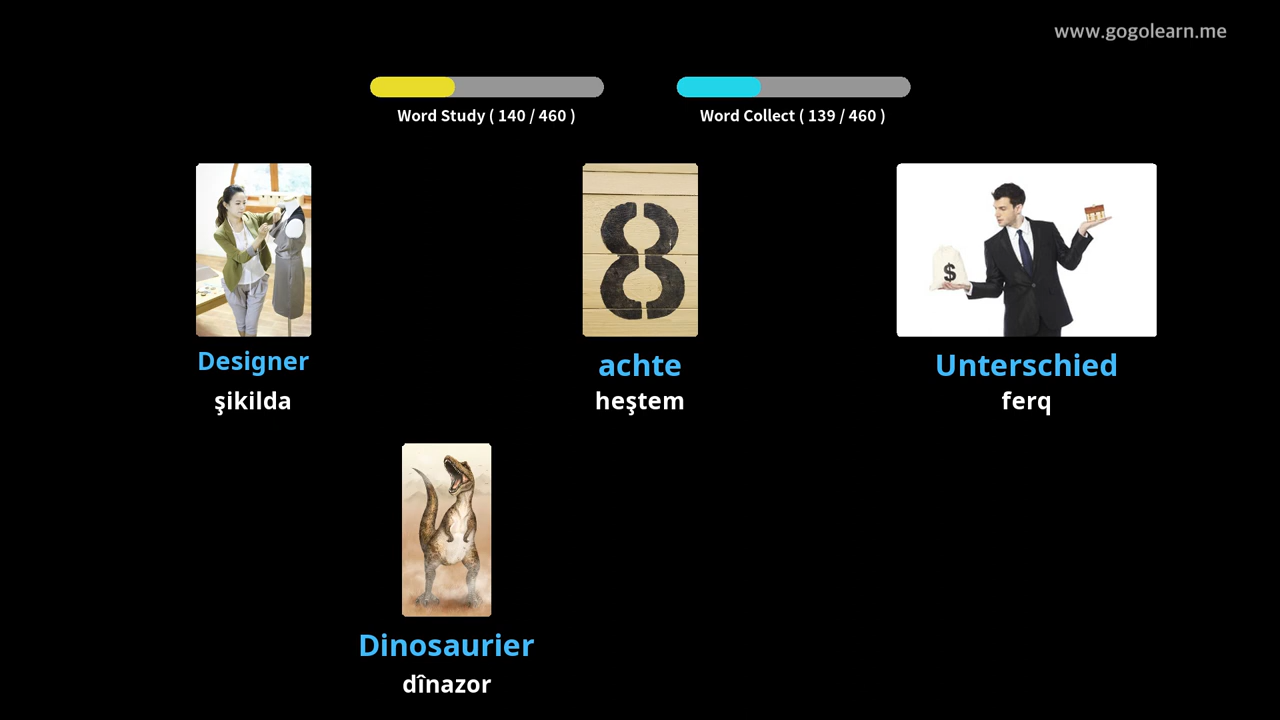 www.gogolearn.me
Word Study ( 140 / 460 )
Word Collect ( 139 / 460 )
8
$
Designer
şikilda
achte
heştem
Unterschied
ferq
Dinosaurier
dînazor